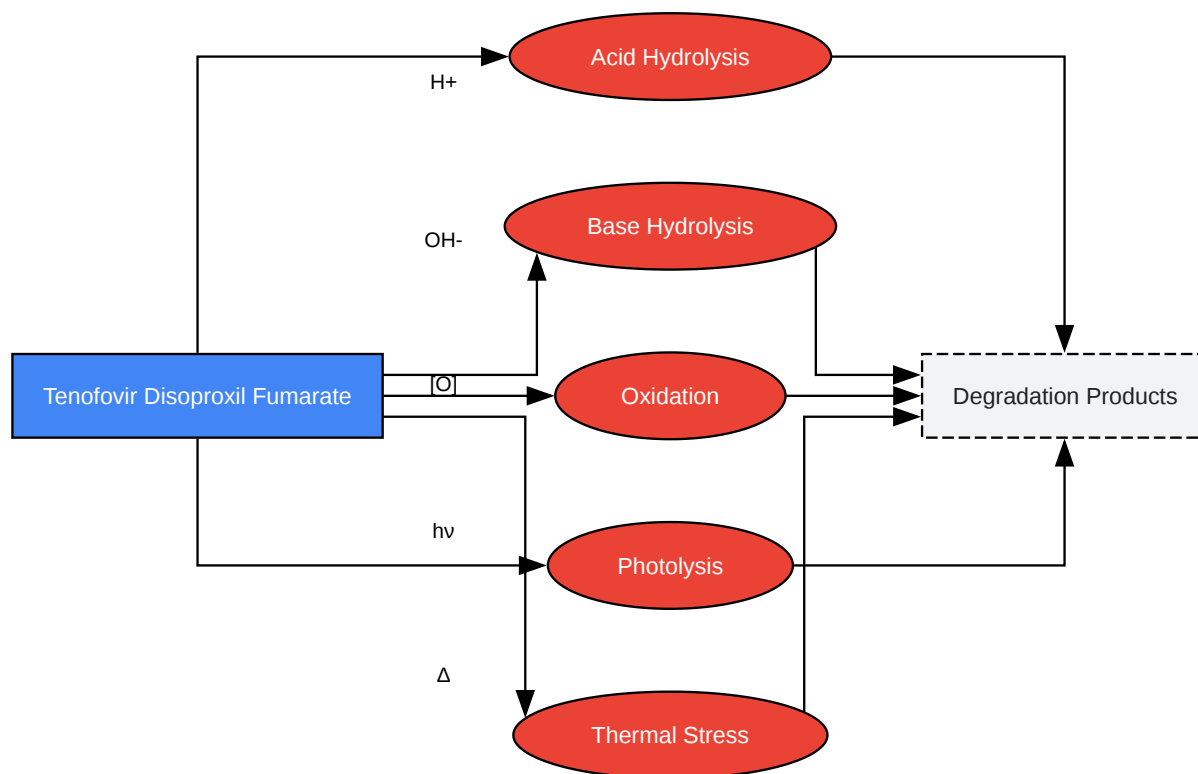 Acid Hydrolysis
H+
Base Hydrolysis
OH-
Tenofovir Disoproxil Fumarate
[O]
Oxidation
Degradation Products
hν
Photolysis
Δ
Thermal Stress